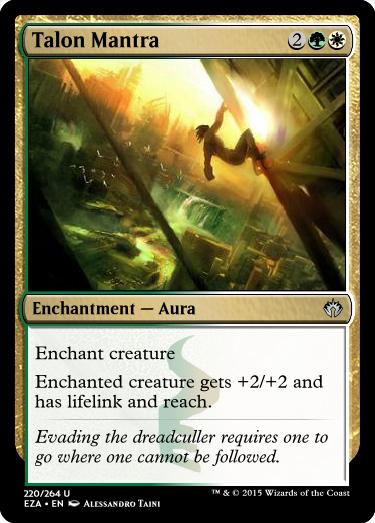 Talon Mantra 2
Enchantment — Aura
Enchant creature
Enchanted creature gets +2/+2 and
has lifelink and reach.
Evading the dreadculler requires one to
go where one cannot be followed.
220/264 U
EZA • EN Alessandro Taini
™ & © 2015 Wizards of the Coast